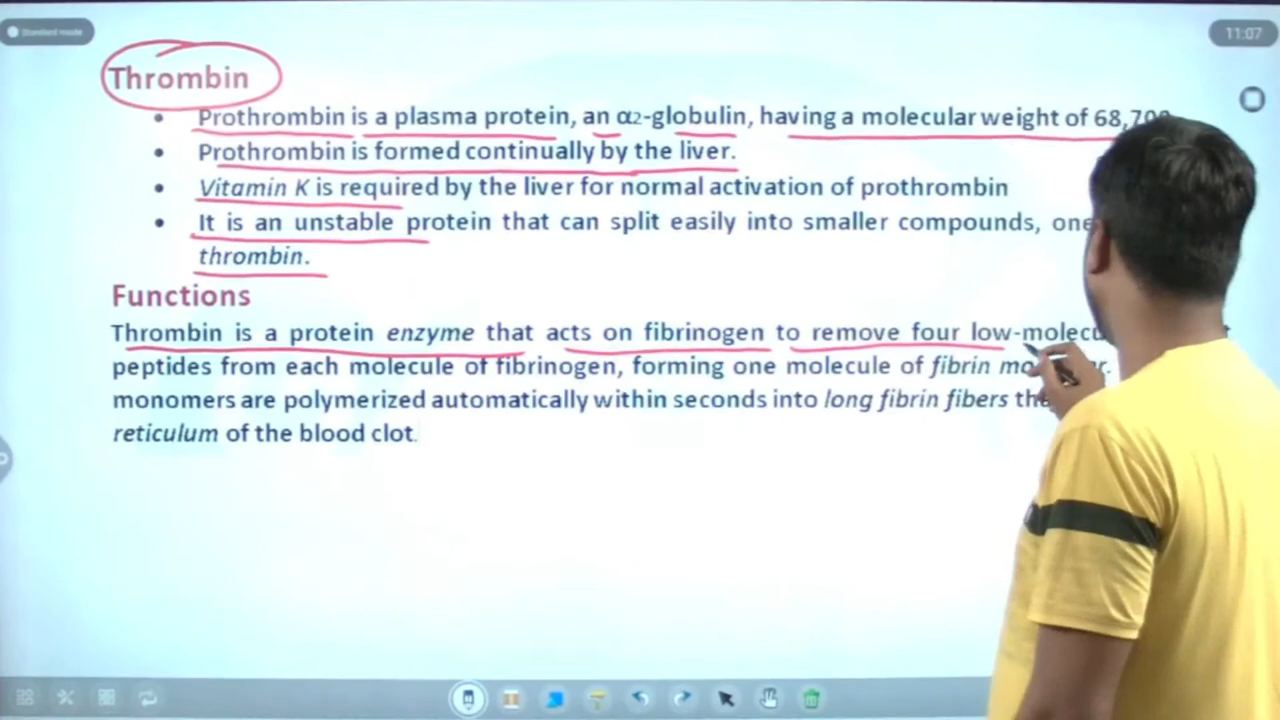 Standard mode
11:07
Thrombin
• Prothrombin is a plasma protein, an α2-globulin, having a molecular weight of 68,700
• Prothrombin is formed continually by the liver.
• Vitamin K is required by the liver for normal activation of prothrombin
• It is an unstable protein that can split easily into smaller compounds, one
thrombin.
Functions
Thrombin is a protein enzyme that acts on fibrinogen to remove four low-molecu
peptides from each molecule of fibrinogen, forming one molecule of fibrin mo
monomers are polymerized automatically within seconds into long fibrin fibers
reticulum of the blood clot.